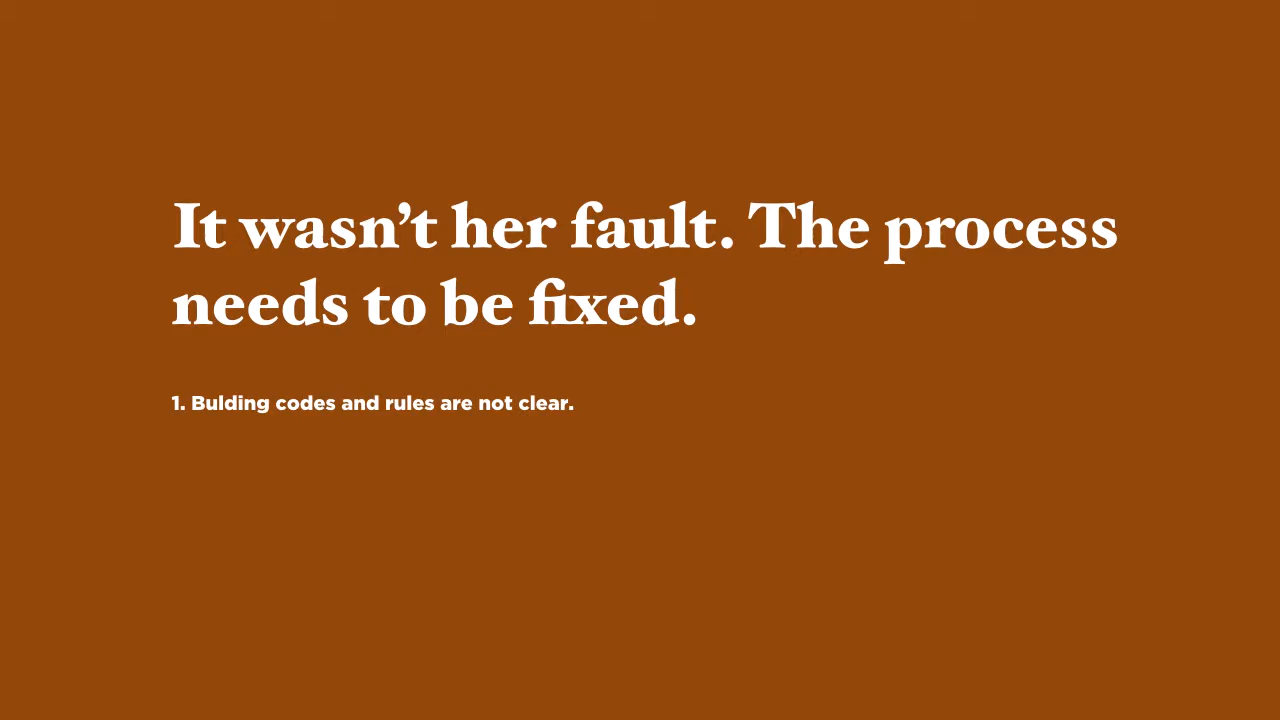 It wasn’t her fault. The process
needs to be fixed.
1. Bulding codes and rules are not clear.